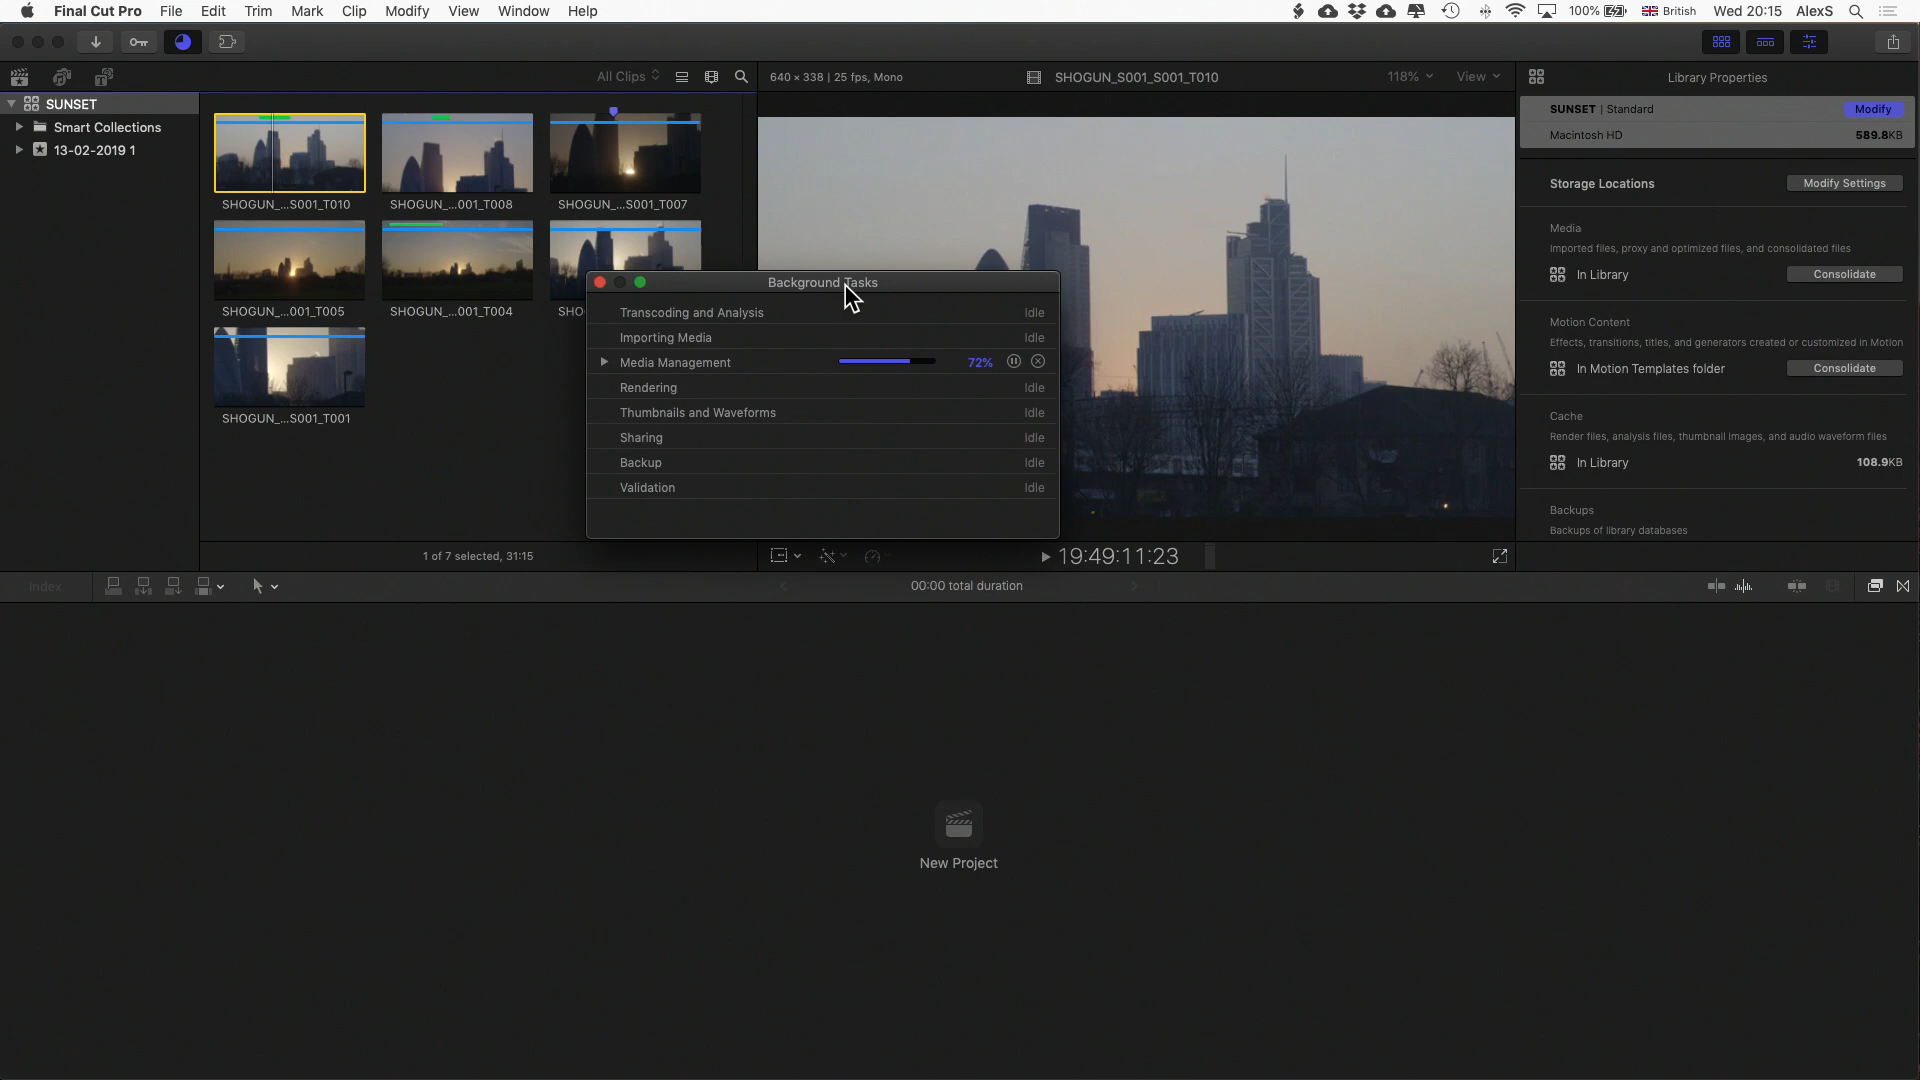 Final Cut Pro File Edit Trim Mark Clip Modify View Window Help 100% British Wed 20:15 AlexS
All Clips 640 × 338 | 25 fps, Mono SHOGUN_S001_S001_T010 118% View Library Properties
SUNSET
Smart Collections
13-02-2019 1
SHOGUN_...S001_T010 SHOGUN_...001_T008 SHOGUN_...S001_T007
SHOGUN_...001_T005 SHOGUN_...001_T004 SHO
SHOGUN_...S001_T001
1 of 7 selected, 31:15
Background Tasks
Transcoding and Analysis Idle
Importing Media Idle
Media Management 72%
Rendering Idle
Thumbnails and Waveforms Idle
Sharing Idle
Backup Idle
Validation Idle
19:49:11:23
SUNSET | Standard Modify
Macintosh HD 589.8KB
Storage Locations Modify Settings
Media
Imported files, proxy and optimized files, and consolidated files
In Library Consolidate
Motion Content
Effects, transitions, titles, and generators created or customized in Motion
In Motion Templates folder Consolidate
Cache
Render files, analysis files, thumbnail images, and audio waveform files
In Library 108.9KB
Backups
Backups of library databases
Index 00:00 total duration
New Project